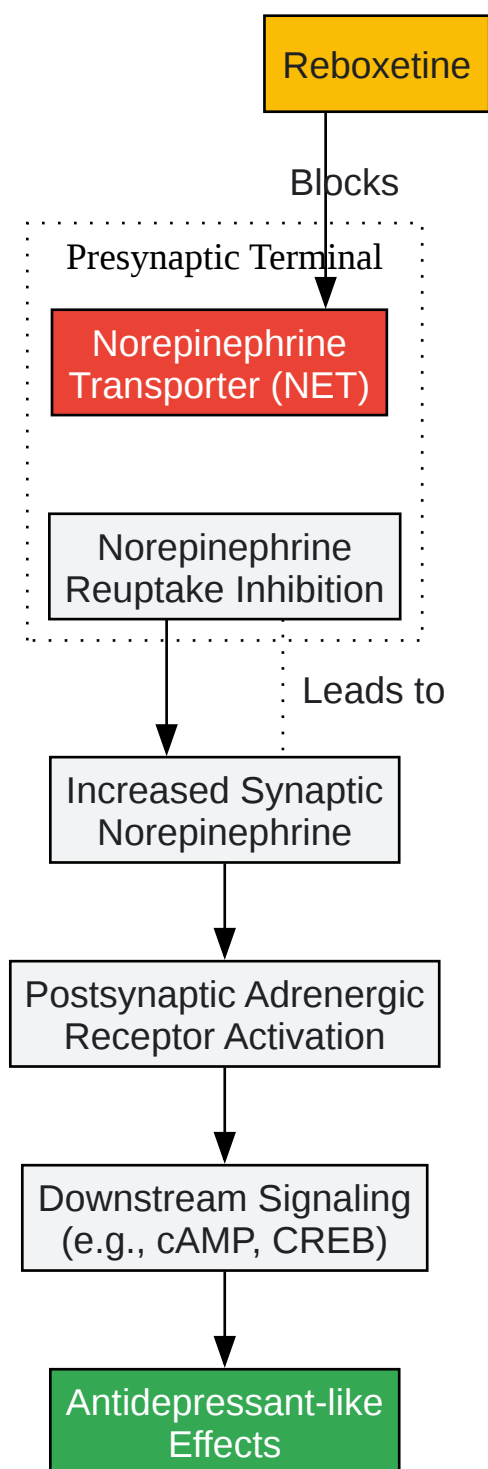 Reboxetine
Blocks
Presynaptic Terminal
Norepinephrine
Transporter (NET)
Norepinephrine
Reuptake Inhibition
Leads to
Increased Synaptic
Norepinephrine
Postsynaptic Adrenergic
Receptor Activation
Downstream Signaling
(e.g., cAMP, CREB)
Antidepressant-like
Effects